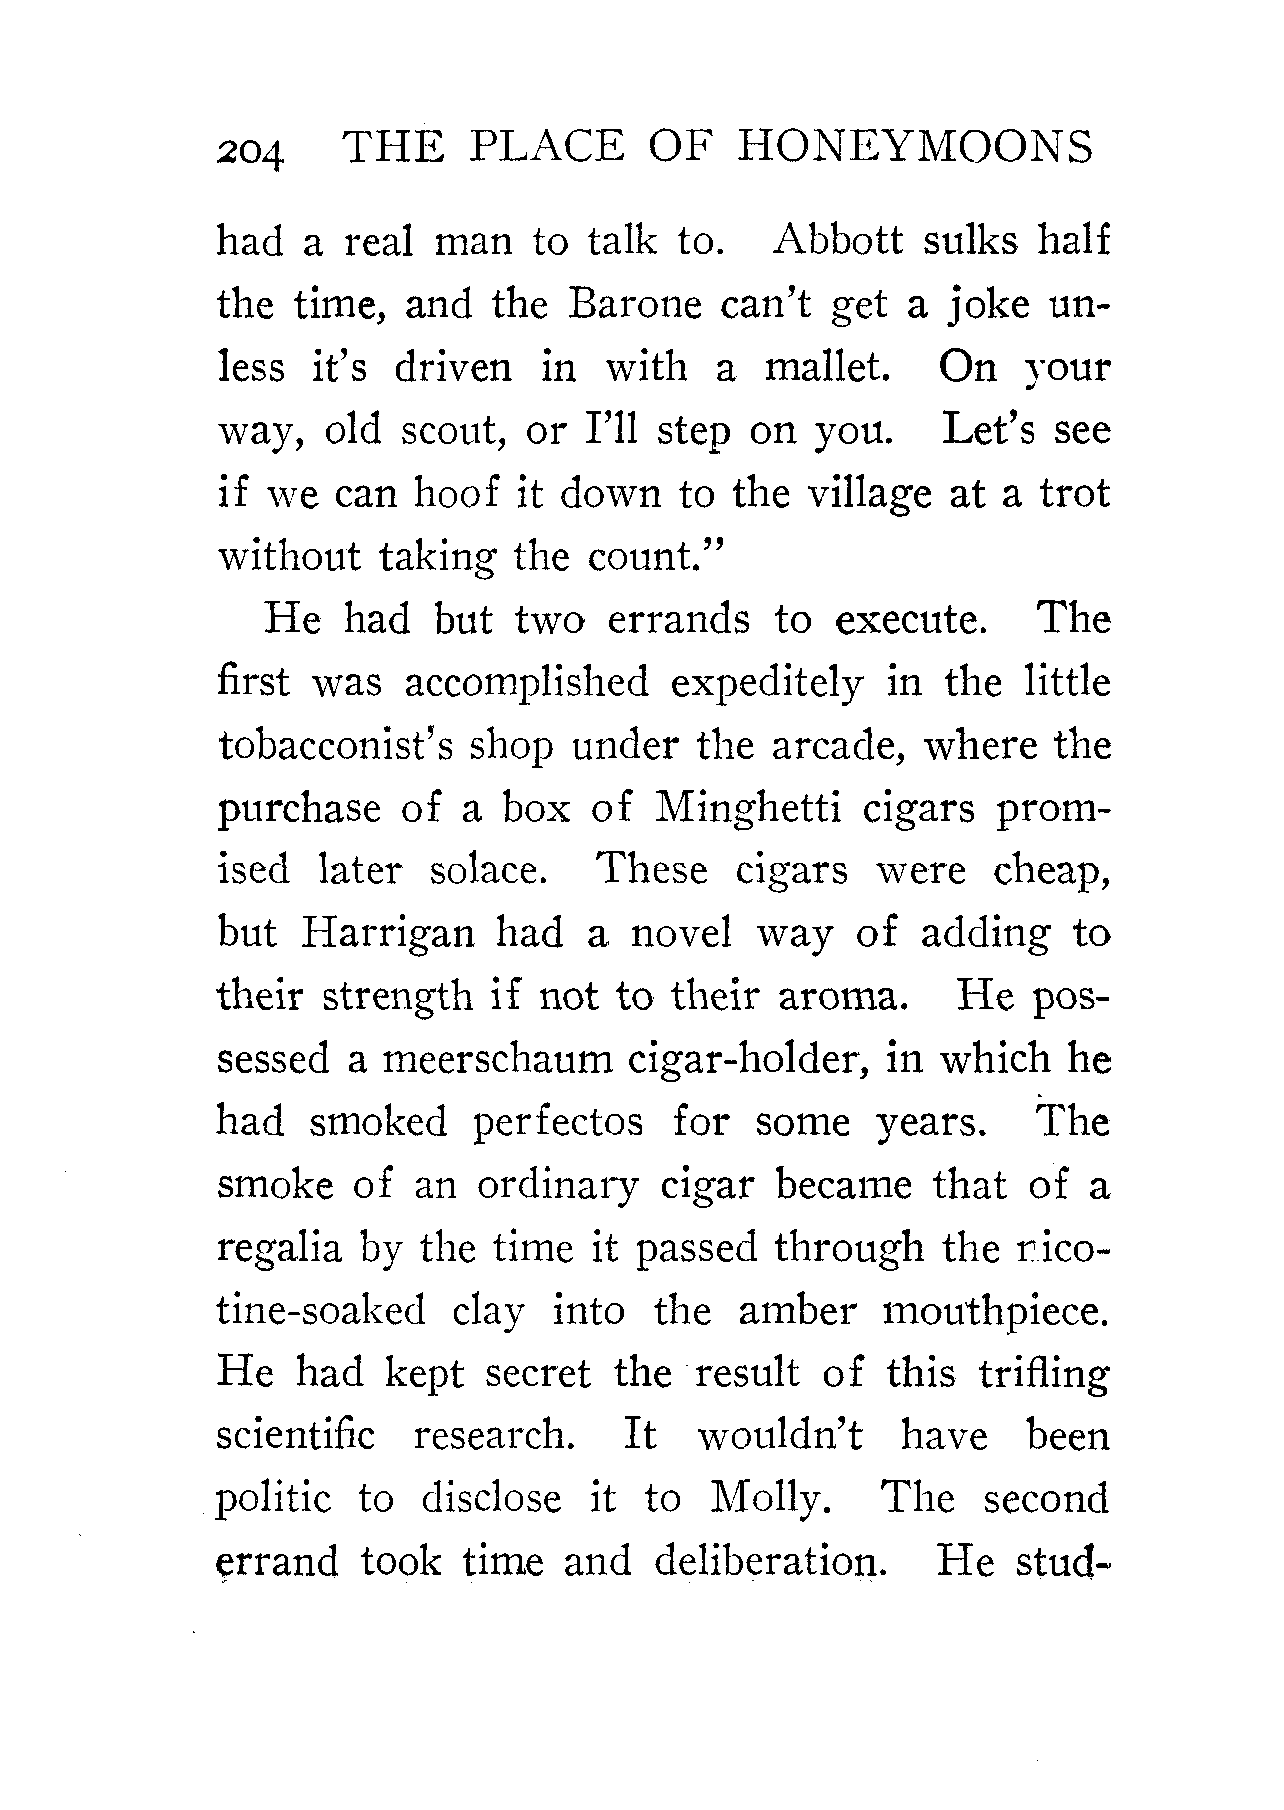 204 THE PLACE OF HONEYMOONS
had a real man to talk to. Abbott sulks half
the time, and the Barone can't get a joke un-
less it's driven in with a mallet. On your
way, old scout, or I'll step on you. Let's see
if we can hoof it down to the village at a trot
without taking the count."
He had but two errands to execute. The
first was accomplished expeditely in the little
tobacconist's shop under the arcade, where the
purchase of a box of Minghetti cigars prom-
ised later solace. These cigars were cheap,
but Harrigan had a novel way of adding to
their strength if not to their aroma. He pos-
sessed a meerschaum cigar-holder, in which he
had smoked perfectos for some years. The
smoke of an ordinary cigar became that of a
regalia by the time it passed through the nico-
tine-soaked clay into the amber mouthpiece.
He had kept secret the result of this trifling
scientific research. It wouldn't have been
politic to disclose it to Molly. The second
errand took time and deliberation. He stud-